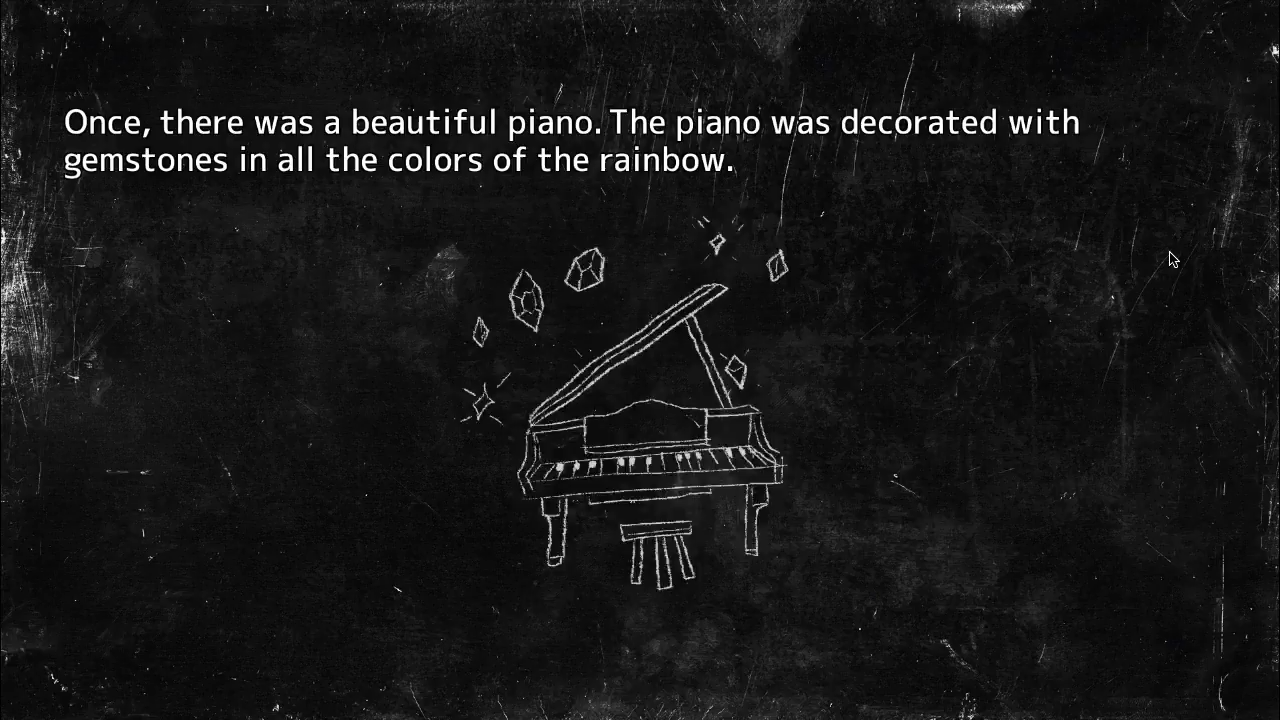 Once, there was a beautiful piano. The piano was decorated with
gemstones in all the colors of the rainbow.